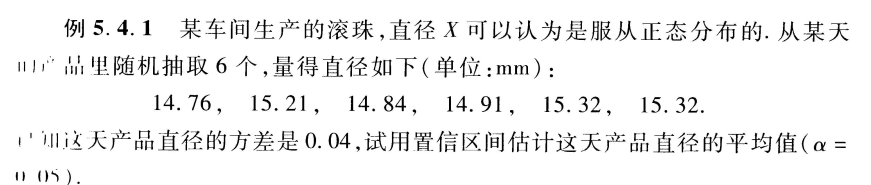 例 5.4.1 某车间生产的滚珠,直径 X 可以认为是服从正态分布的. 从某天
产品里随机抽取 6 个,量得直径如下(单位:mm):
14.76, 15.21, 14.84, 14.91, 15.32, 15.32.
这天产品直径的方差是 0.04,试用置信区间估计这天产品直径的平均值(α =
0.05).